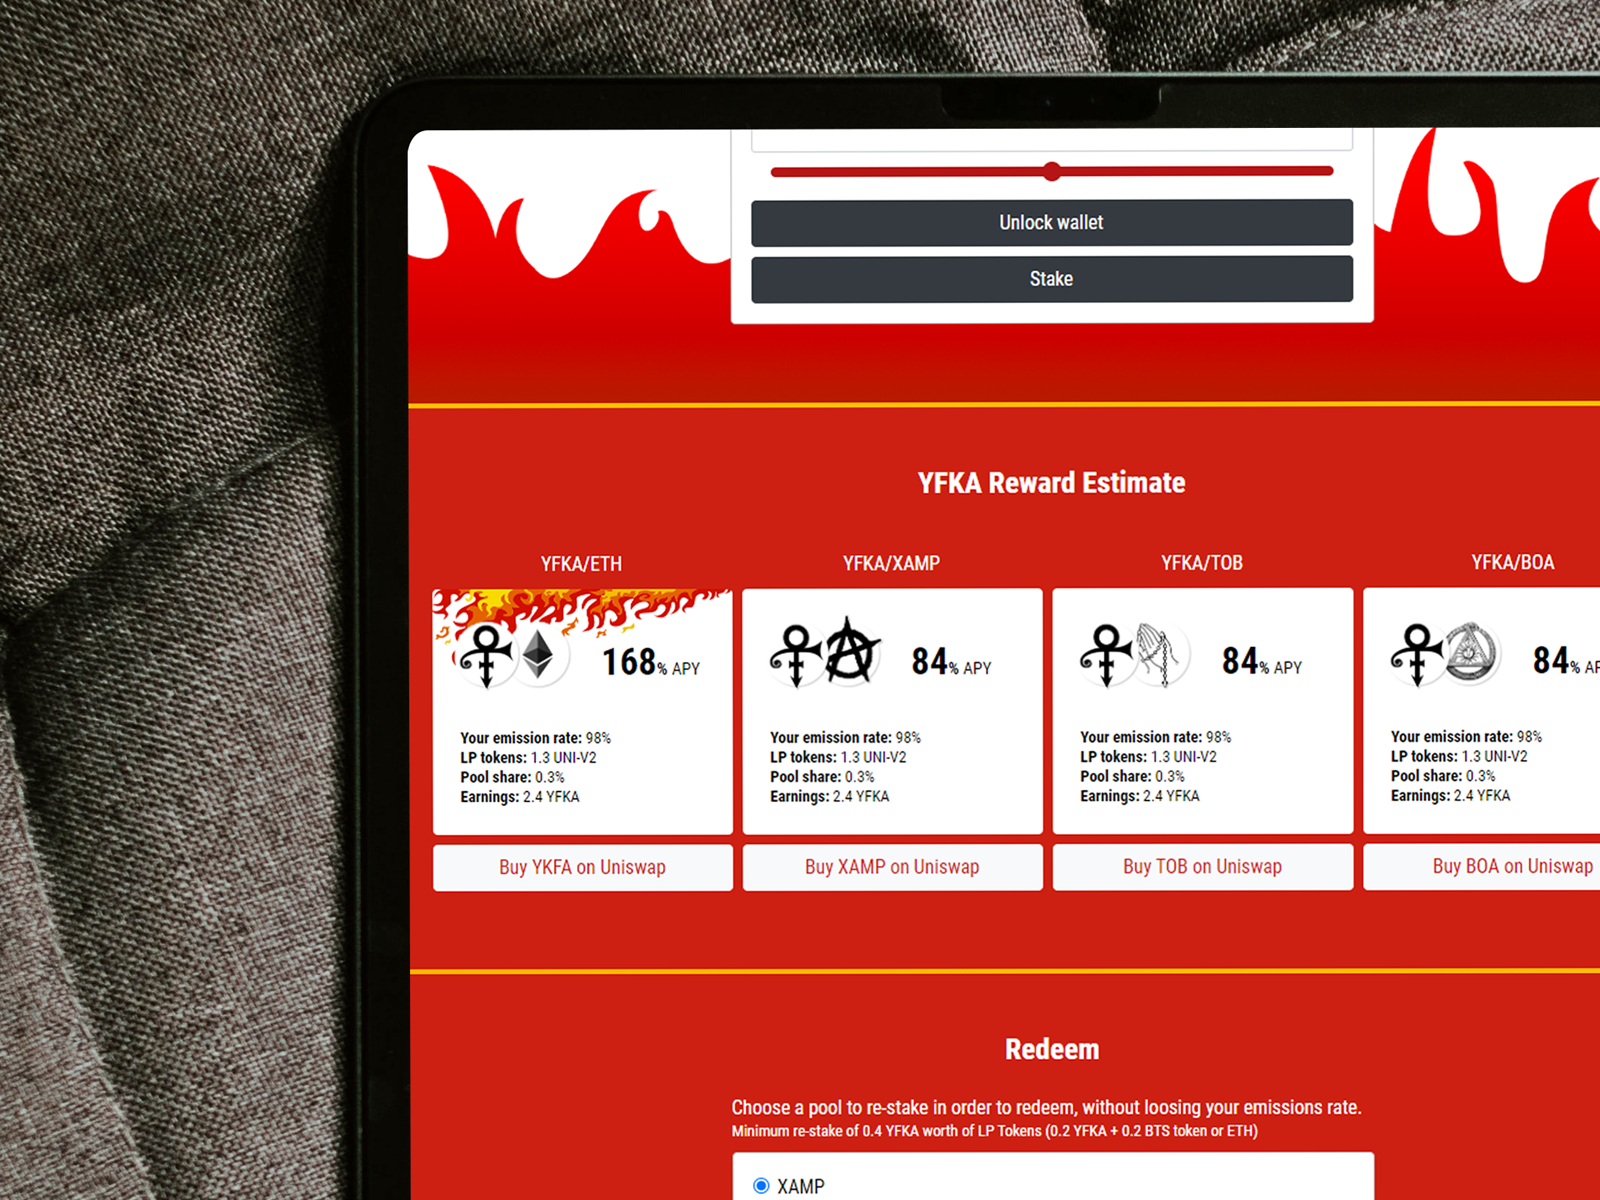 Unlock wallet
Stake
YFKA Reward Estimate
YFKA/ETH YFKA/XAMP YFKA/TOB YFKA/BOA
168% APY 84% APY 84% APY 84%
Your emission rate: 98% Your emission rate: 98% Your emission rate: 98% Your emission rate: 98%
LP tokens: 1.3 UNI-V2 LP tokens: 1.3 UNI-V2 LP tokens: 1.3 UNI-V2 LP tokens: 1.3 UNI-V2
Pool share: 0.3% Pool share: 0.3% Pool share: 0.3% Pool share: 0.3%
Earnings: 2.4 YFKA Earnings: 2.4 YFKA Earnings: 2.4 YFKA Earnings: 2.4 YFKA
Buy YKFA on Uniswap Buy XAMP on Uniswap Buy TOB on Uniswap Buy BOA on Uniswap
Redeem
Choose a pool to re-stake in order to redeem, without loosing your emissions rate.
Minimum re-stake of 0.4 YFKA worth of LP Tokens (0.2 YFKA + 0.2 BTS token or ETH)
XAMP